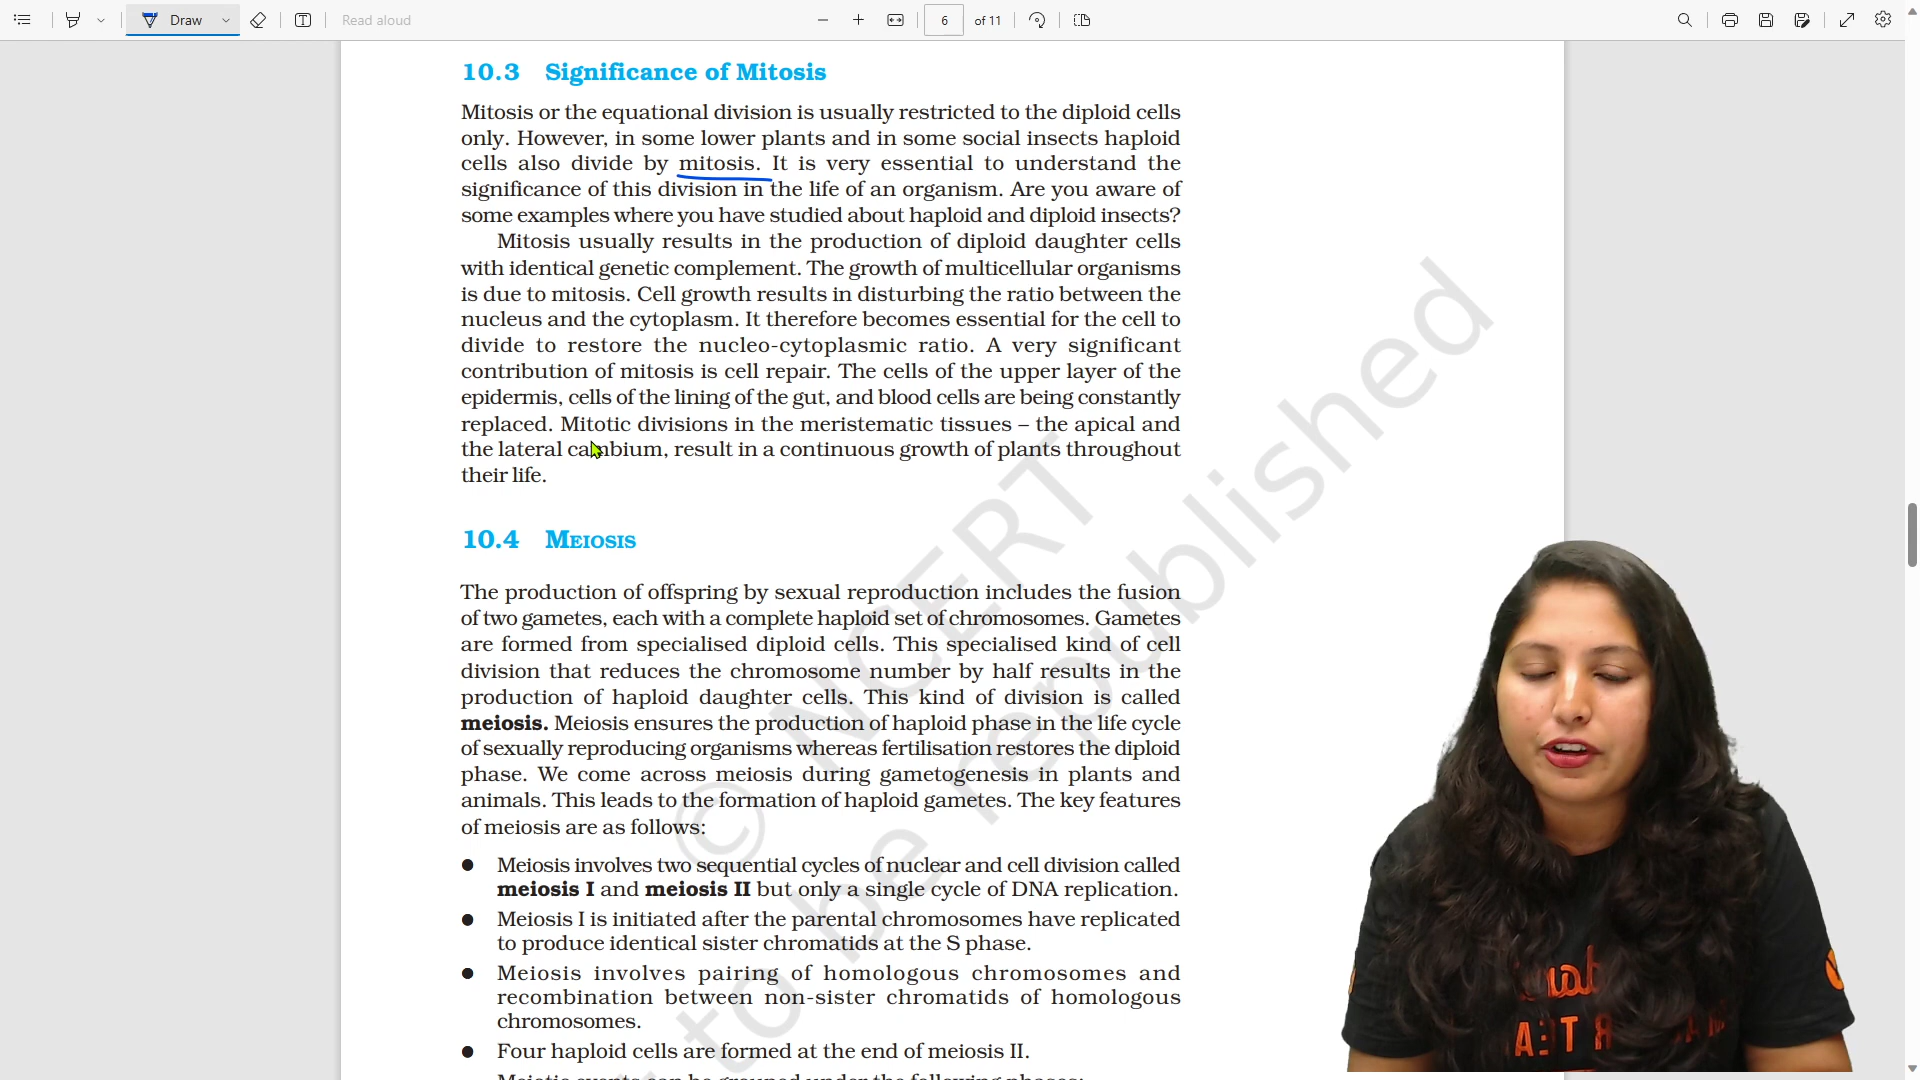 Draw
Read aloud
6 of 11
10.3 Significance of Mitosis
Mitosis or the equational division is usually restricted to the diploid cells
only. However, in some lower plants and in some social insects haploid
cells also divide by mitosis. It is very essential to understand the
significance of this division in the life of an organism. Are you aware of
some examples where you have studied about haploid and diploid insects?
Mitosis usually results in the production of diploid daughter cells
with identical genetic complement. The growth of multicellular organisms
is due to mitosis. Cell growth results in disturbing the ratio between the
nucleus and the cytoplasm. It therefore becomes essential for the cell to
divide to restore the nucleo-cytoplasmic ratio. A very significant
contribution of mitosis is cell repair. The cells of the upper layer of the
epidermis, cells of the lining of the gut, and blood cells are being constantly
replaced. Mitotic divisions in the meristematic tissues – the apical and
the lateral cambium, result in a continuous growth of plants throughout
their life.
10.4 MEIOSIS
The production of offspring by sexual reproduction includes the fusion
of two gametes, each with a complete haploid set of chromosomes. Gametes
are formed from specialised diploid cells. This specialised kind of cell
division that reduces the chromosome number by half results in the
production of haploid daughter cells. This kind of division is called
meiosis. Meiosis ensures the production of haploid phase in the life cycle
of sexually reproducing organisms whereas fertilisation restores the diploid
phase. We come across meiosis during gametogenesis in plants and
animals. This leads to the formation of haploid gametes. The key features
of meiosis are as follows:
● Meiosis involves two sequential cycles of nuclear and cell division called
meiosis I and meiosis II but only a single cycle of DNA replication.
● Meiosis I is initiated after the parental chromosomes have replicated
to produce identical sister chromatids at the S phase.
● Meiosis involves pairing of homologous chromosomes and
recombination between non-sister chromatids of homologous
chromosomes.
● Four haploid cells are formed at the end of meiosis II.
Meiotic events can be grouped under the following phases:
© NCERT
to be republished